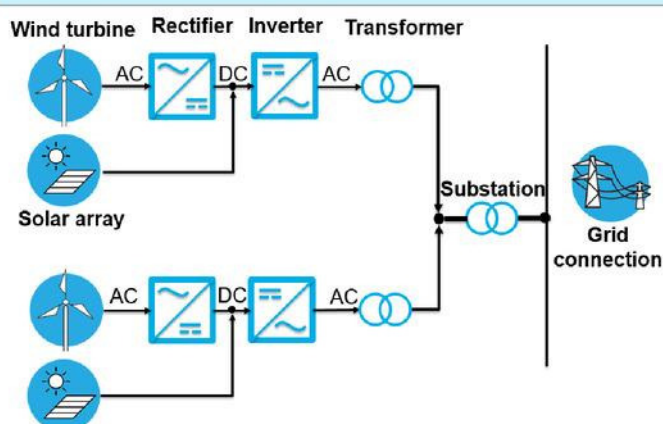 Wind turbine
Rectifier
Inverter
Transformer
AC
DC
AC
Solar array
Substation
Grid
connection
AC
DC
AC